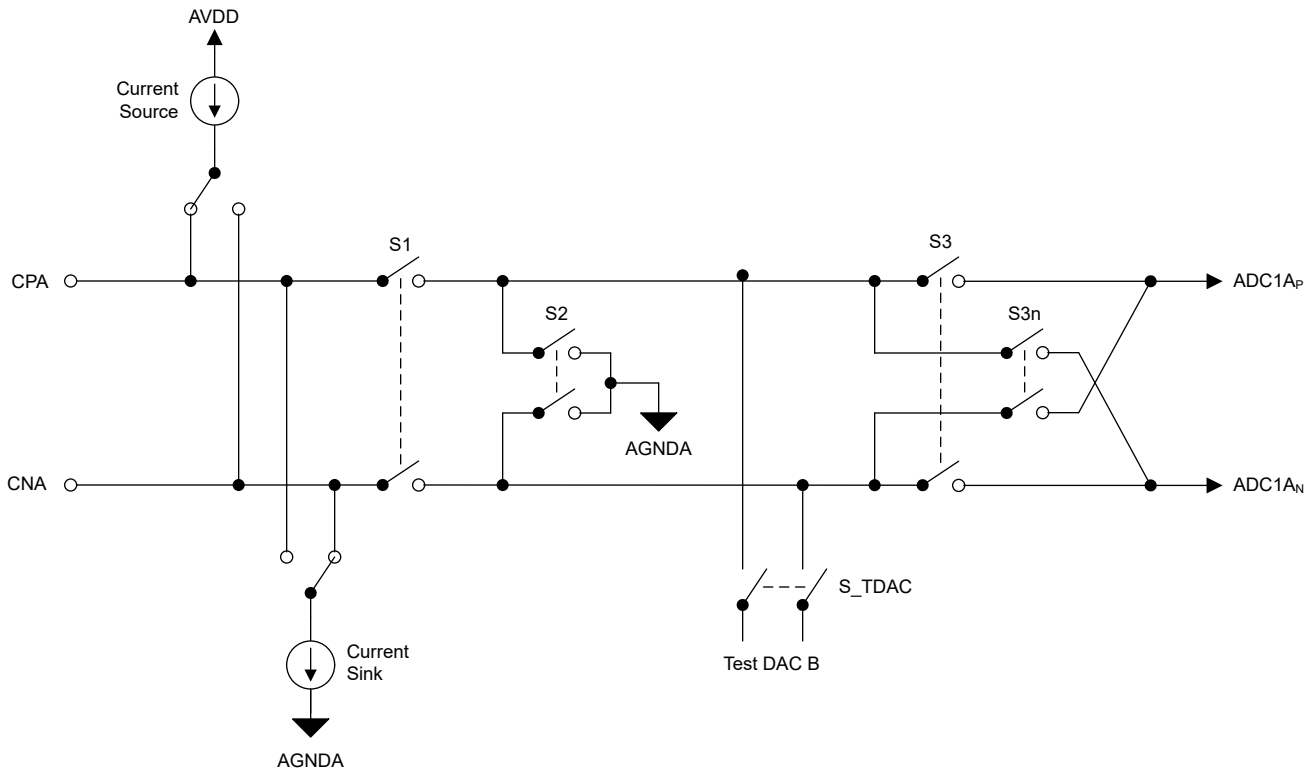 AVDD
Current
Source
S1
S3
CPA
ADC1AP
S2
S3n
AGNDA
CNA
ADC1AN
S_TDAC
Current
Sink
Test DAC B
AGNDA